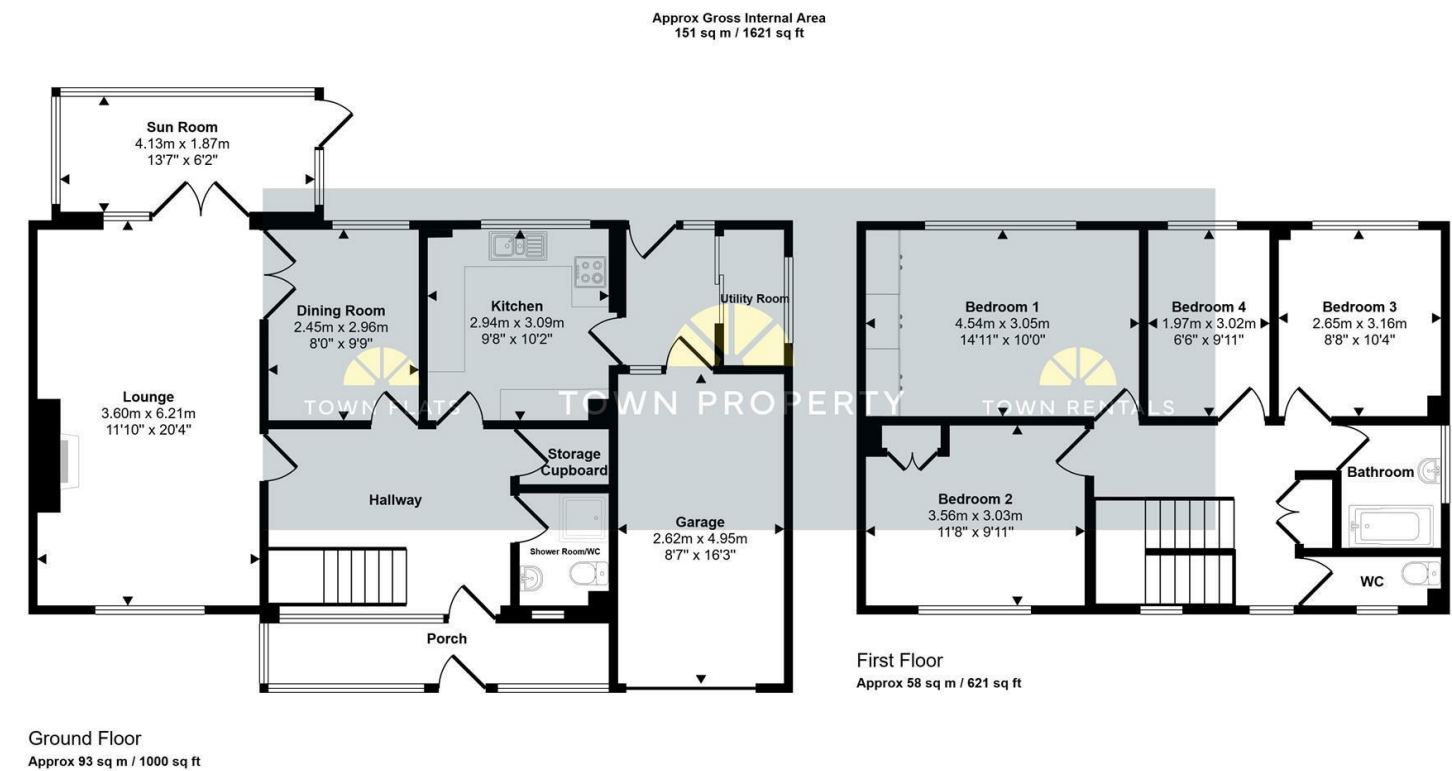 Approx Gross Internal Area
151 sq m / 1621 sq ft
Sun Room
4.13m x 1.87m
13'7" x 6'2"
Lounge
3.60m x 6.21m
11'10" x 20'4"
Dining Room
2.45m x 2.96m
8'0" x 9'9"
Kitchen
2.94m x 3.09m
9'8" x 10'2"
Utility Room
TOWN FLATS
TOWN PROPERTY
TOWN RENTALS
Storage
Cupboard
Hallway
Shower Room/WC
Garage
2.62m x 4.95m
8'7" x 16'3"
Porch
Bedroom 1
4.54m x 3.05m
14'11" x 10'0"
Bedroom 4
1.97m x 3.02m
6'6" x 9'11"
Bedroom 3
2.65m x 3.16m
8'8" x 10'4"
Bedroom 2
3.56m x 3.03m
11'8" x 9'11"
Bathroom
WC
First Floor
Approx 58 sq m / 621 sq ft
Ground Floor
Approx 93 sq m / 1000 sq ft